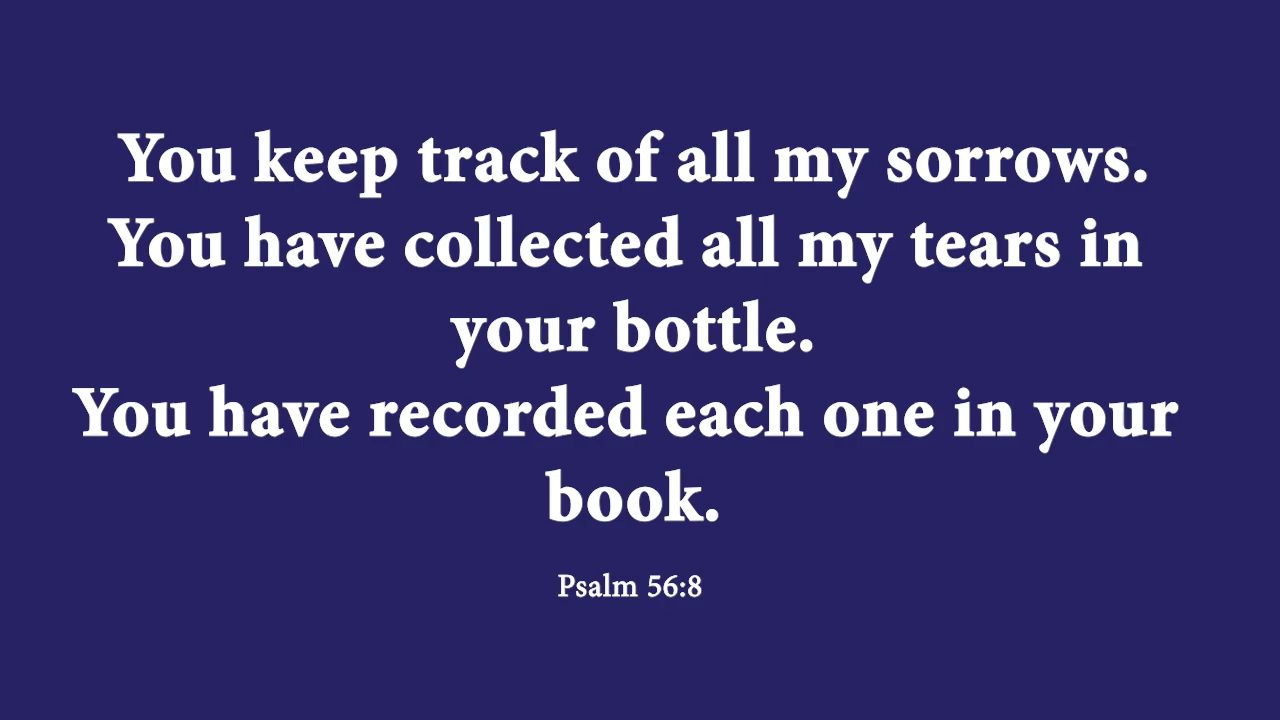 You keep track of all my sorrows.
You have collected all my tears in
your bottle.
You have recorded each one in your
book.
Psalm 56:8